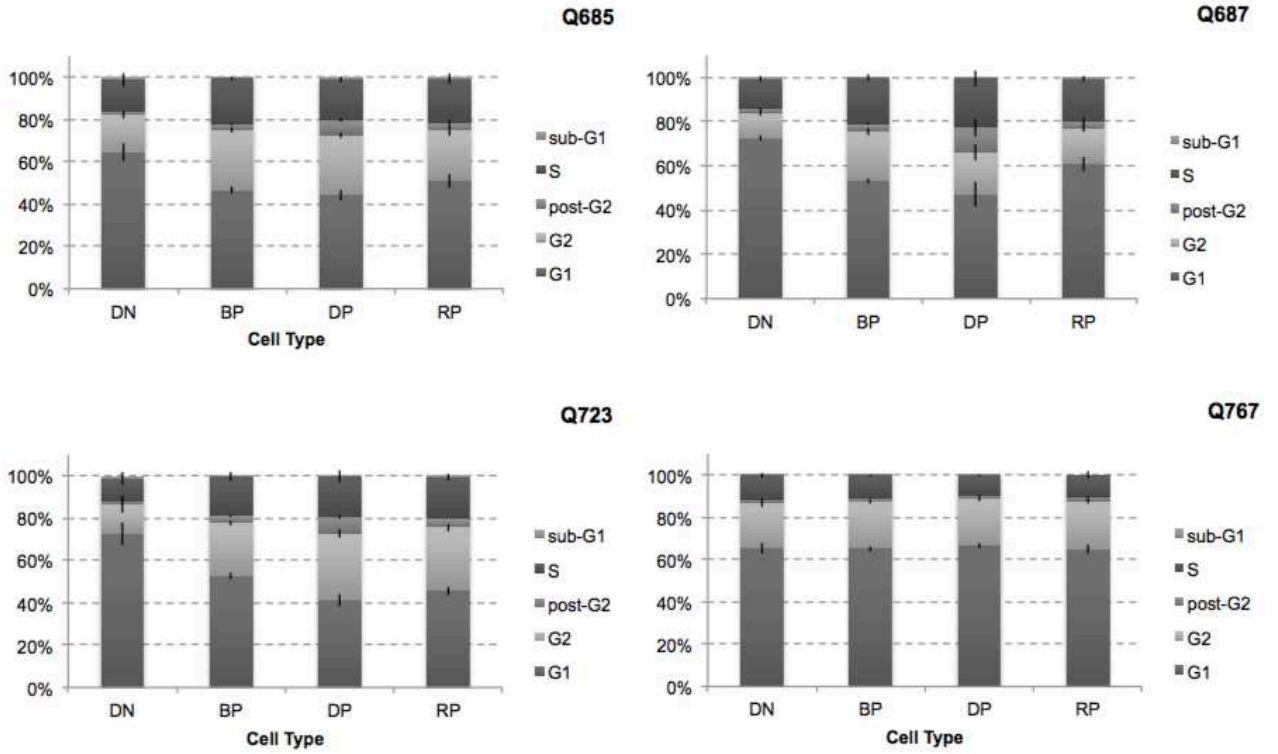 Q685
100%
80%
60%
40%
20%
0%
DN BP DP RP
Cell Type
sub-G1
S
post-G2
G2
G1
Q687
100%
80%
60%
40%
20%
0%
DN BP DP RP
sub-G1
S
post-G2
G2
G1
Q723
100%
80%
60%
40%
20%
0%
DN BP DP RP
Cell Type
sub-G1
S
post-G2
G2
G1
Q767
100%
80%
60%
40%
20%
0%
DN BP DP RP
Cell Type
sub-G1
S
post-G2
G2
G1